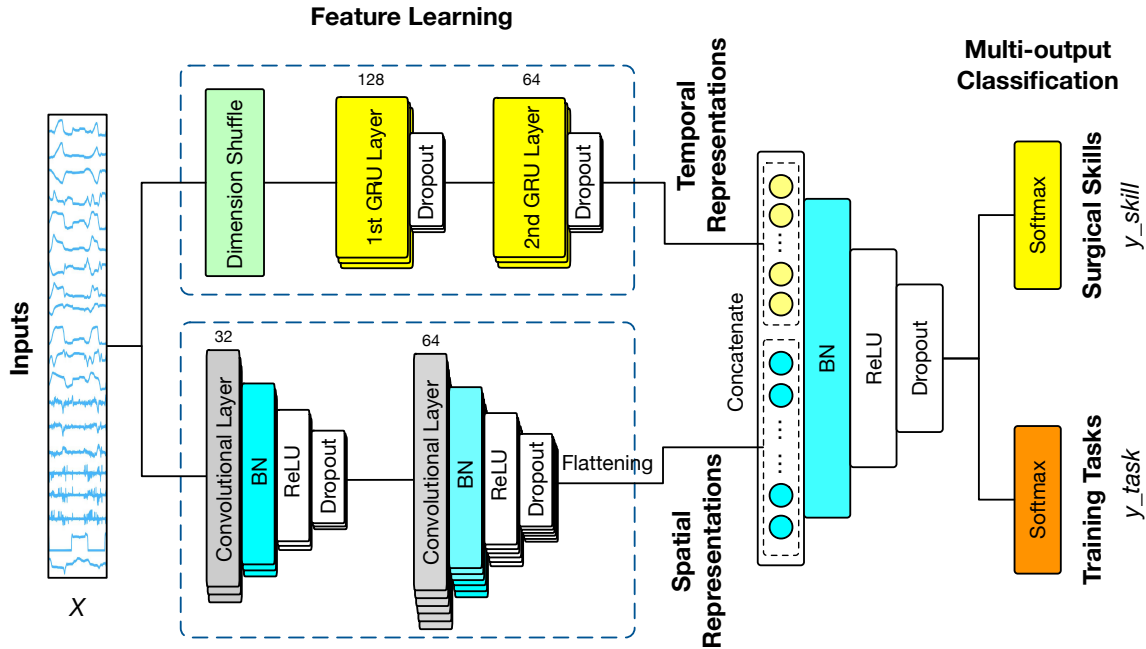 Feature Learning
Multi-output
Classification
Inputs
X
Dimension Shuffle
128
1st GRU Layer
Dropout
64
2nd GRU Layer
Dropout
Temporal
Representations
32
Convolutional Layer
BN
ReLU
Dropout
64
Convolutional Layer
BN
ReLU
Dropout
Flattening
Spatial
Representations
Concatenate
BN
ReLU
Dropout
Softmax
Surgical Skills
y_skill
Softmax
Training Tasks
y_task